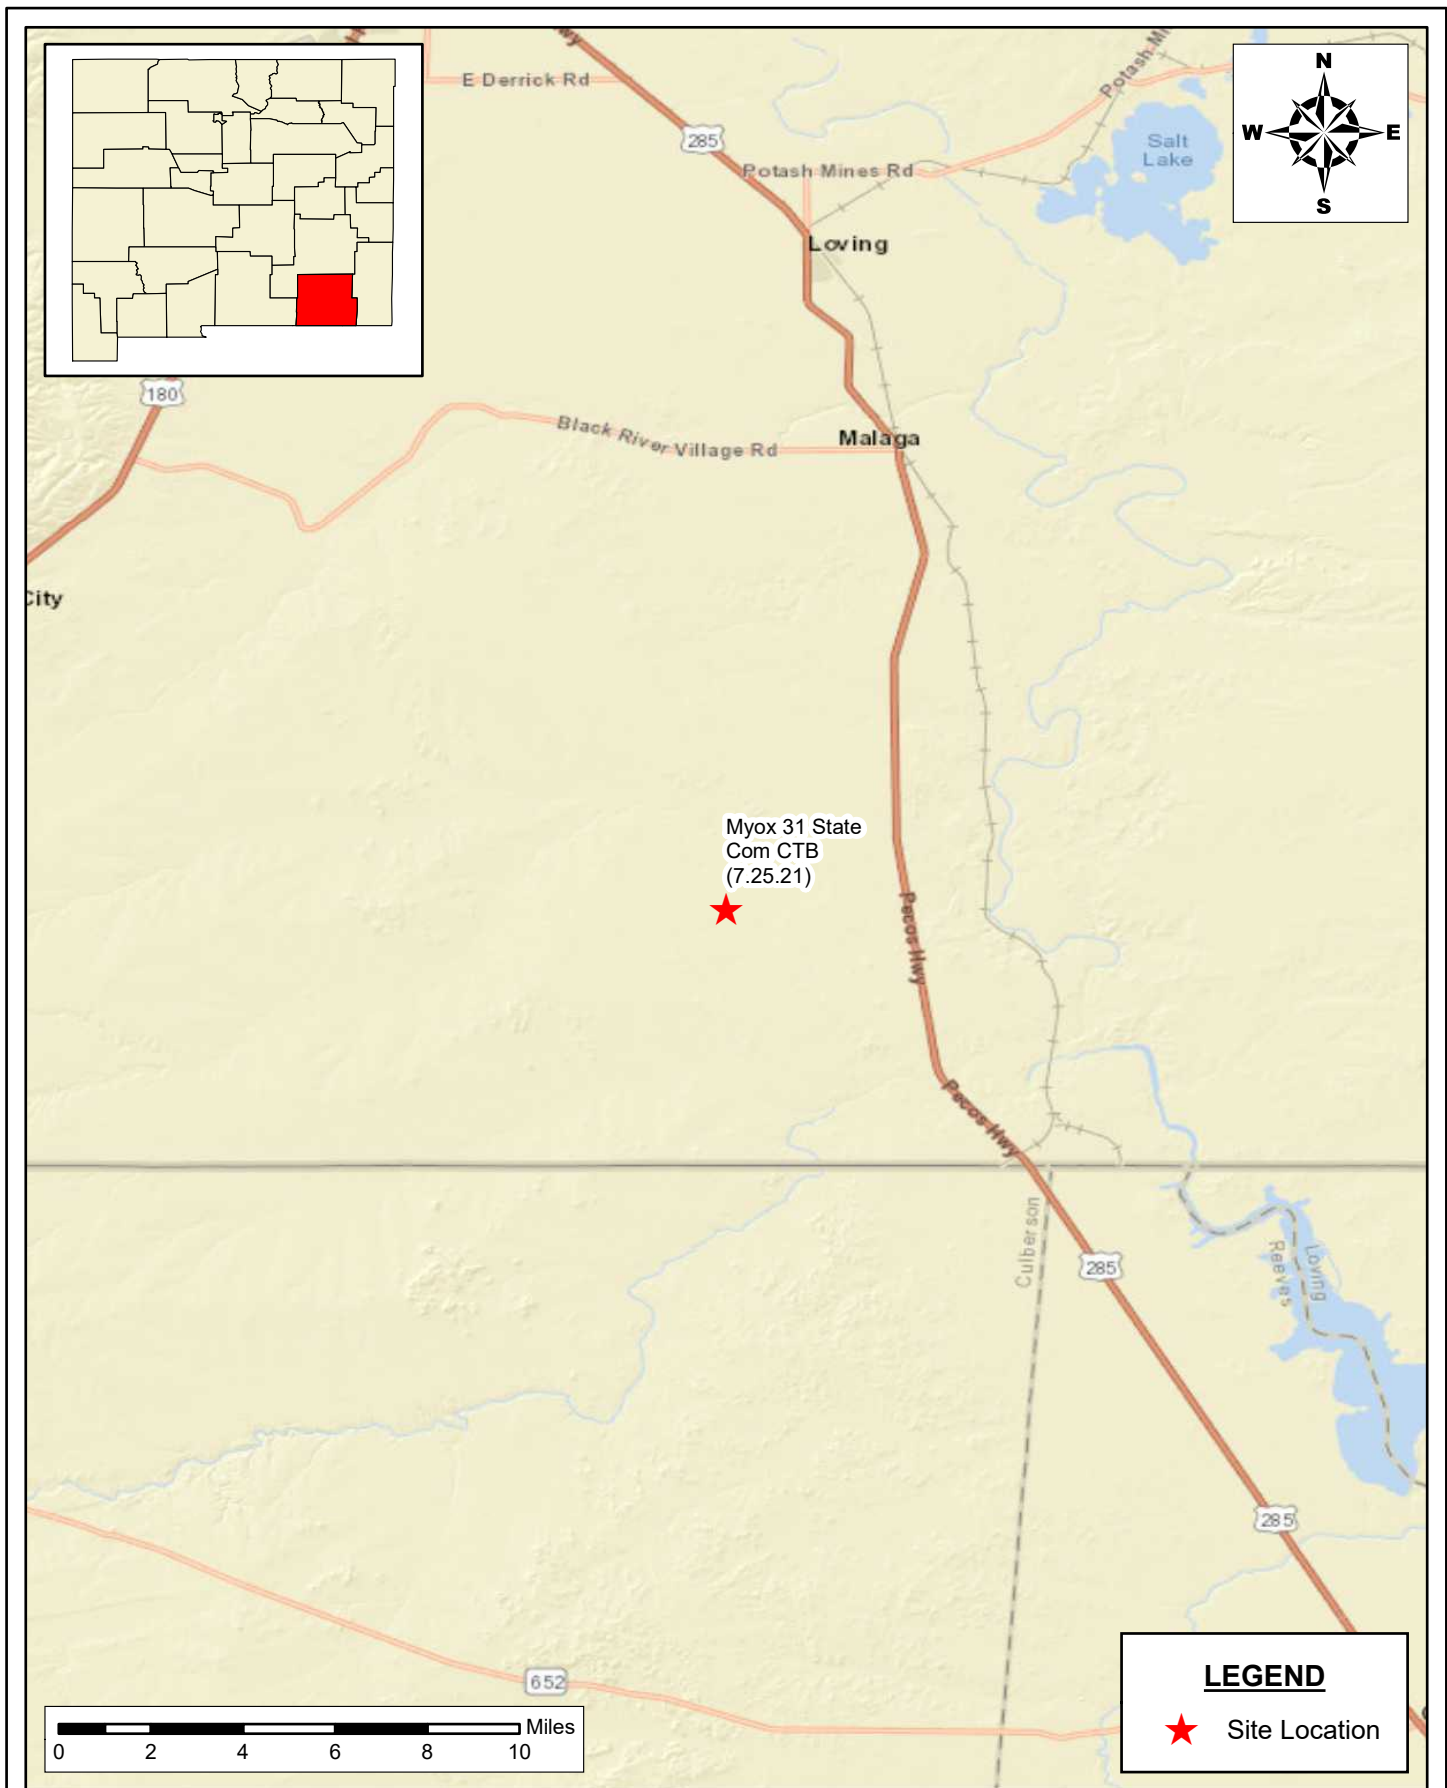 E Derrick Rd
285
Potash Mines Rd
Salt
Lake
N
W
E
S
Loving
180
Black River Village Rd
Malaga
City
Myox 31 State
Com CTB
(7.25.21)
Pecos Hwy
Pecos Hwy
Culberson
285
Reeves
Loving
285
652
LEGEND
Site Location
Miles
0 2 4 6 8 10